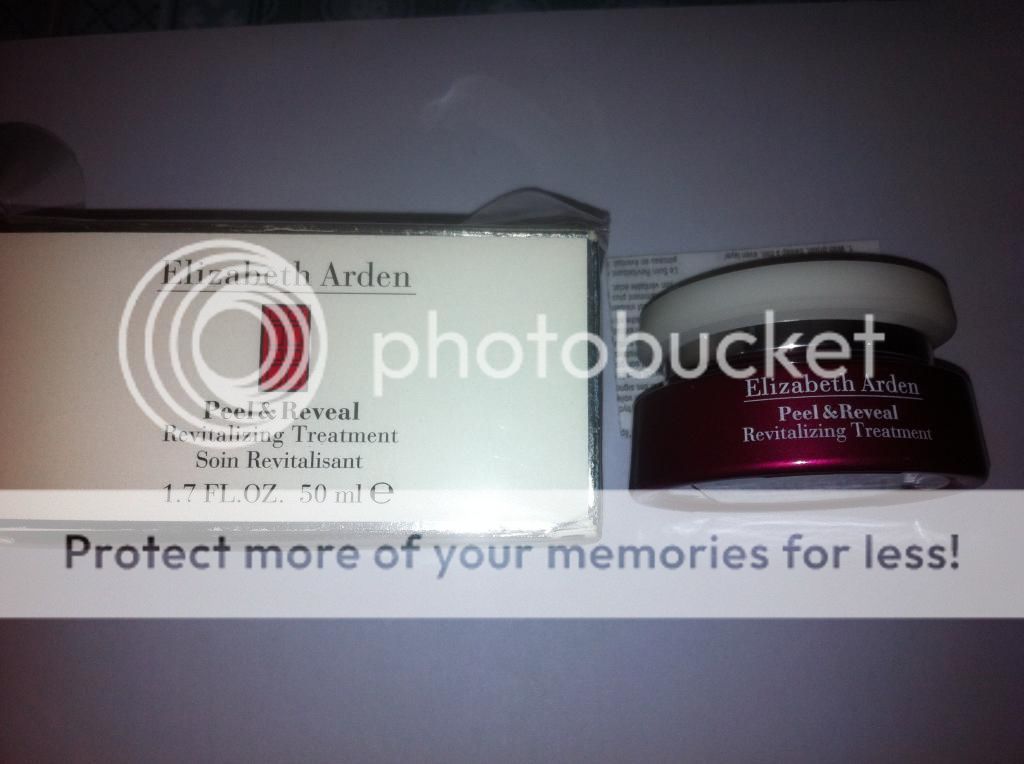 Elizabeth Arden
Peel & Reveal
Revitalizing Treatment
Soin Revitalisant
1.7 FL.OZ. 50 ml ℮
Elizabeth Arden
Peel & Reveal
Revitalizing Treatment
photobucket
Protect more of your memories for less!